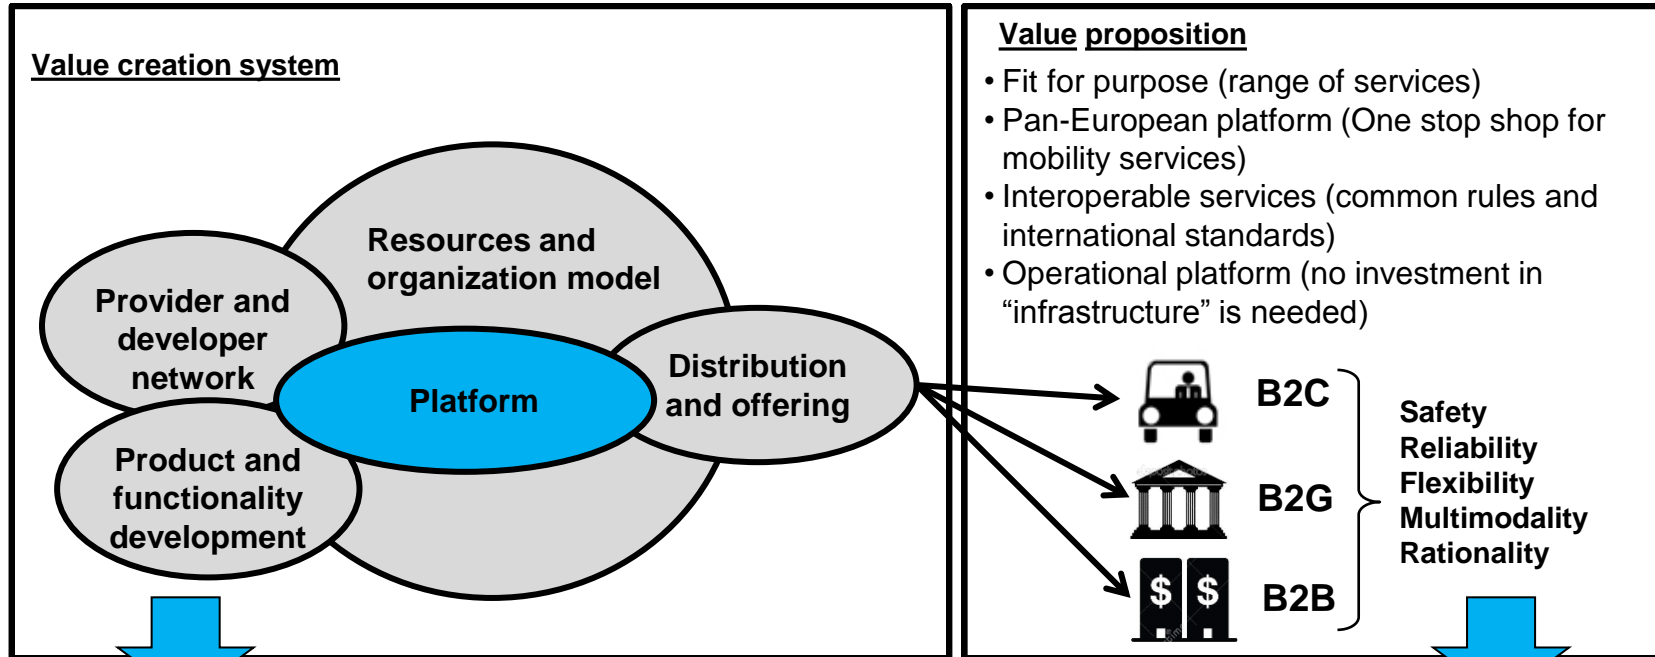 Value creation system
Resources and
organization model
Provider and
developer
network
Platform
Distribution
and offering
Product and
functionality
development
Value proposition
• Fit for purpose (range of services)
• Pan-European platform (One stop shop for
mobility services)
• Interoperable services (common rules and
international standards)
• Operational platform (no investment in
“infrastructure” is needed)
B2C
B2G
$ $
B2B
Safety
Reliability
Flexibility
Multimodality
Rationality